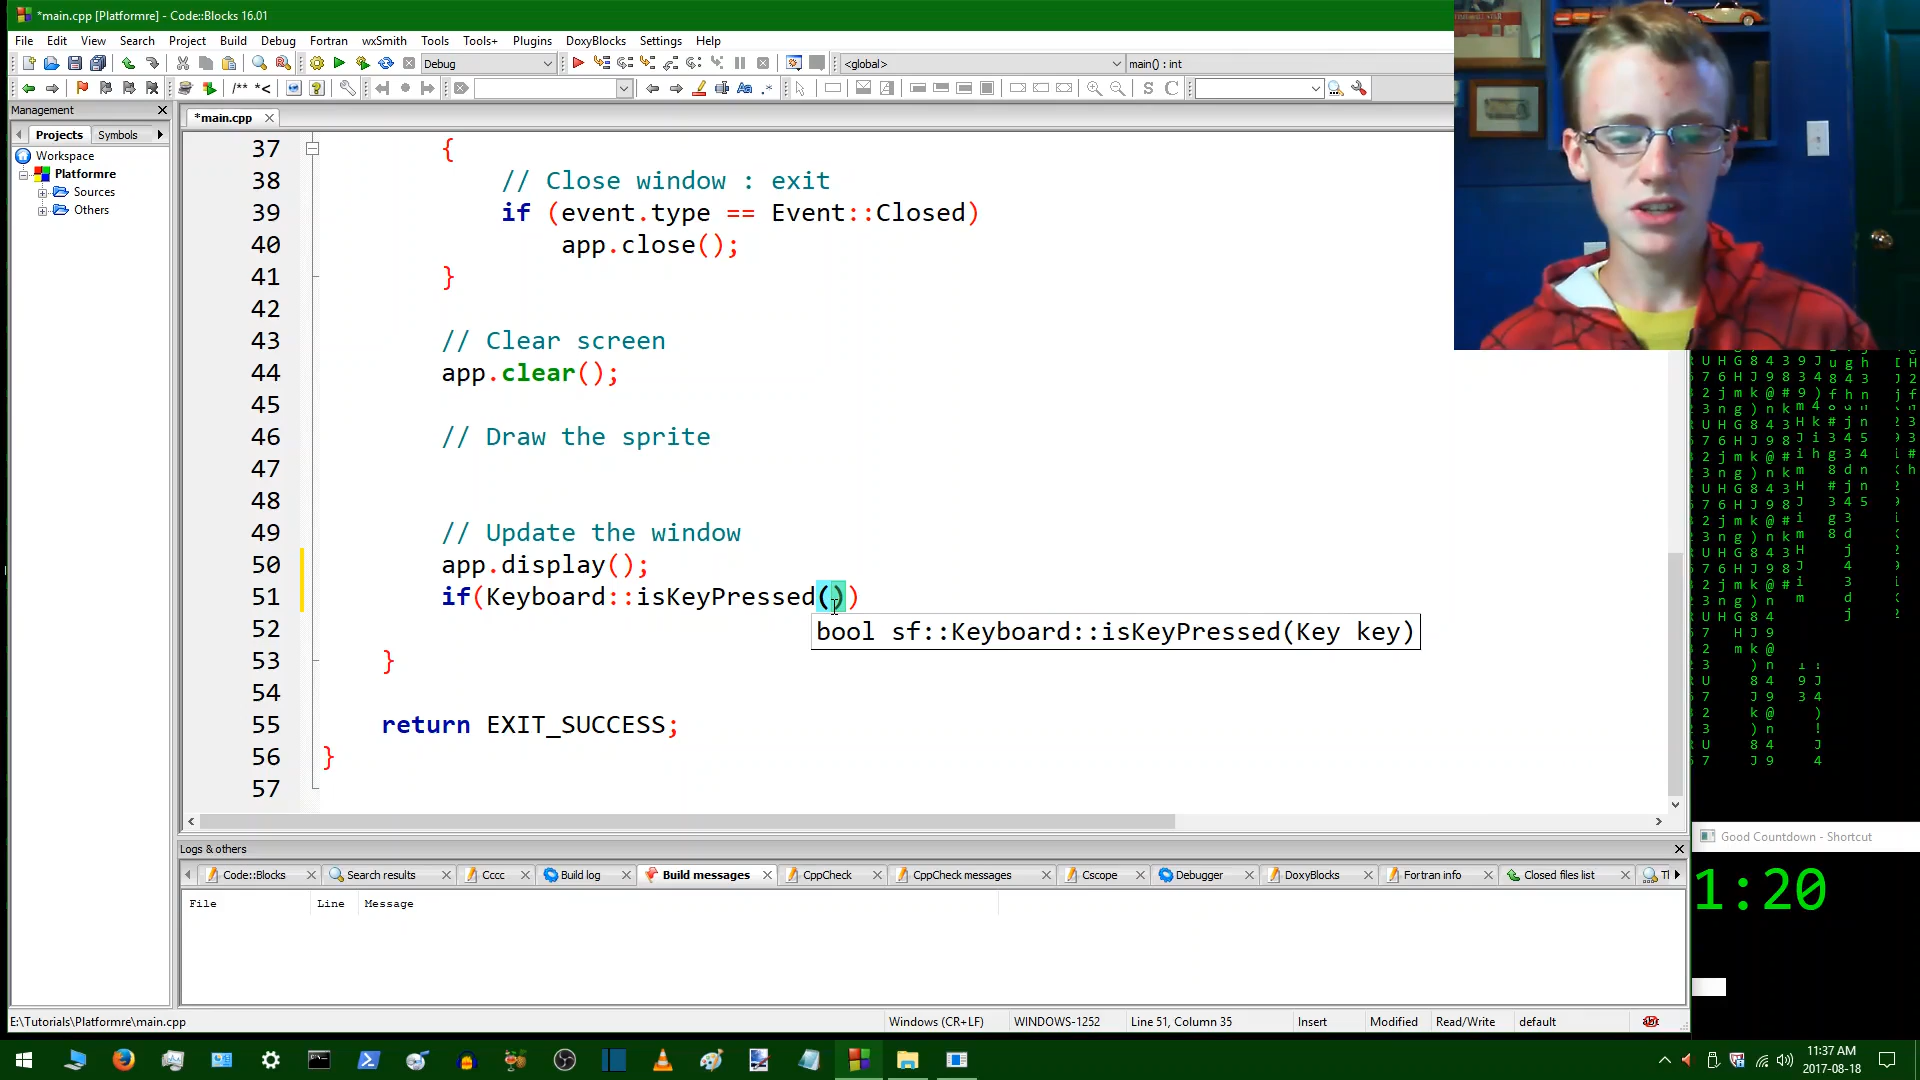 *main.cpp [Platformre] - Code::Blocks 16.01
File Edit View Search Project Build Debug Fortran wxSmith Tools Tools+ Plugins DoxyBlocks Settings Help
Debug <global> main() : int
/** *< Aa .* S C
Management
*main.cpp
Projects Symbols
Workspace
Platformre
Sources
Others
37 {
38 // Close window : exit
39 if (event.type == Event::Closed)
40 app.close();
41 }
42
43 // Clear screen
44 app.clear();
45
46 // Draw the sprite
47
48
49 // Update the window
50 app.display();
51 if(Keyboard::isKeyPressed())
bool sf::Keyboard::isKeyPressed(Key key)
52
53 }
54
55 return EXIT_SUCCESS;
56 }
57
Logs & others
Code::Blocks Search results Cccc Build log Build messages CppCheck CppCheck messages Cscope Debugger DoxyBlocks Fortran info Closed files list
File Line Message
Good Countdown - Shortcut
1:20
E:\Tutorials\Platformre\main.cpp Windows (CR+LF) WINDOWS-1252 Line 51, Column 35 Insert Modified Read/Write default
11:37 AM
2017-08-18